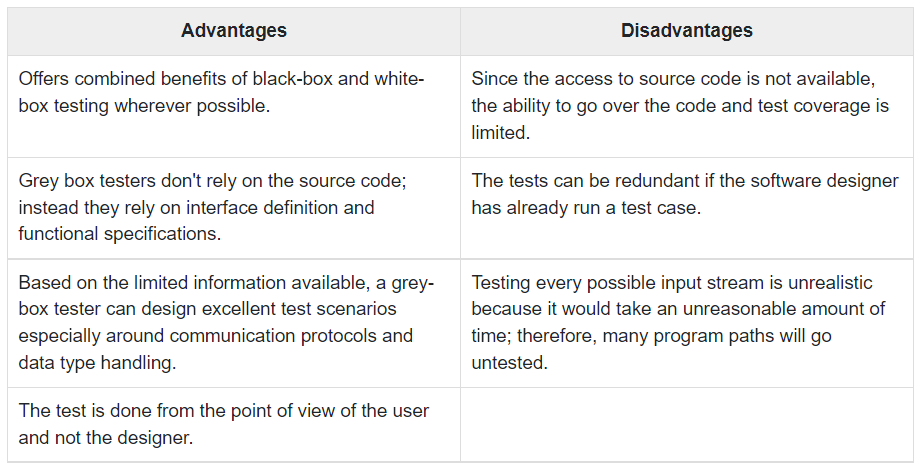 Advantages
Disadvantages
Offers combined benefits of black-box and white-
box testing wherever possible.
Since the access to source code is not available,
the ability to go over the code and test coverage is
limited.
Grey box testers don't rely on the source code;
instead they rely on interface definition and
functional specifications.
The tests can be redundant if the software designer
has already run a test case.
Based on the limited information available, a grey-
box tester can design excellent test scenarios
especially around communication protocols and
data type handling.
Testing every possible input stream is unrealistic
because it would take an unreasonable amount of
time; therefore, many program paths will go
untested.
The test is done from the point of view of the user
and not the designer.